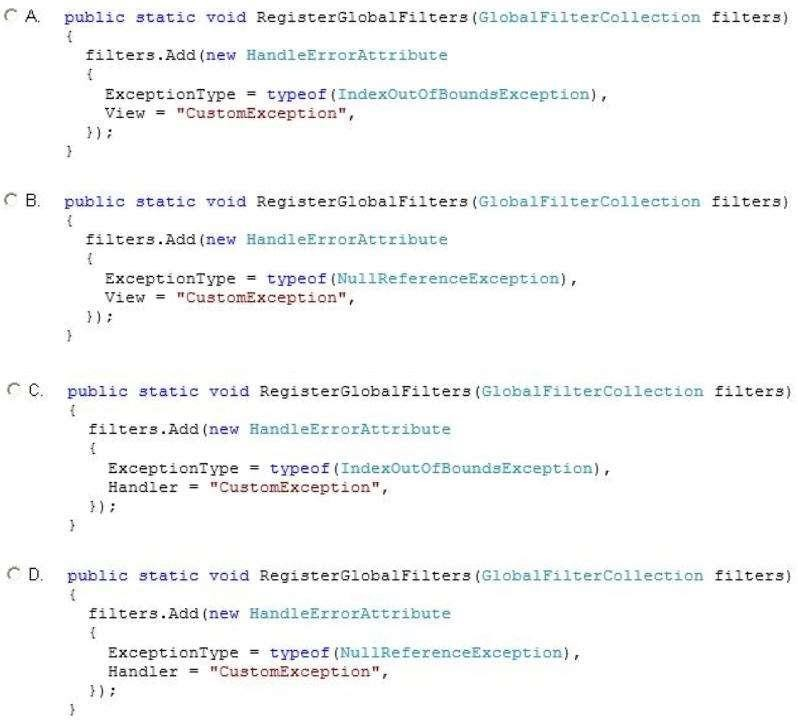 A. public static void RegisterGlobalFilters(GlobalFilterCollection filters)
{
filters.Add(new HandleErrorAttribute
{
ExceptionType = typeof(IndexOutOfBoundsException),
View = "CustomException",
});
}
B. public static void RegisterGlobalFilters(GlobalFilterCollection filters)
{
filters.Add(new HandleErrorAttribute
{
ExceptionType = typeof(NullReferenceException),
View = "CustomException",
});
}
C. public static void RegisterGlobalFilters(GlobalFilterCollection filters)
{
filters.Add(new HandleErrorAttribute
{
ExceptionType = typeof(IndexOutOfBoundsException),
Handler = "CustomException",
});
}
D. public static void RegisterGlobalFilters(GlobalFilterCollection filters)
{
filters.Add(new HandleErrorAttribute
{
ExceptionType = typeof(NullReferenceException),
Handler = "CustomException",
});
}